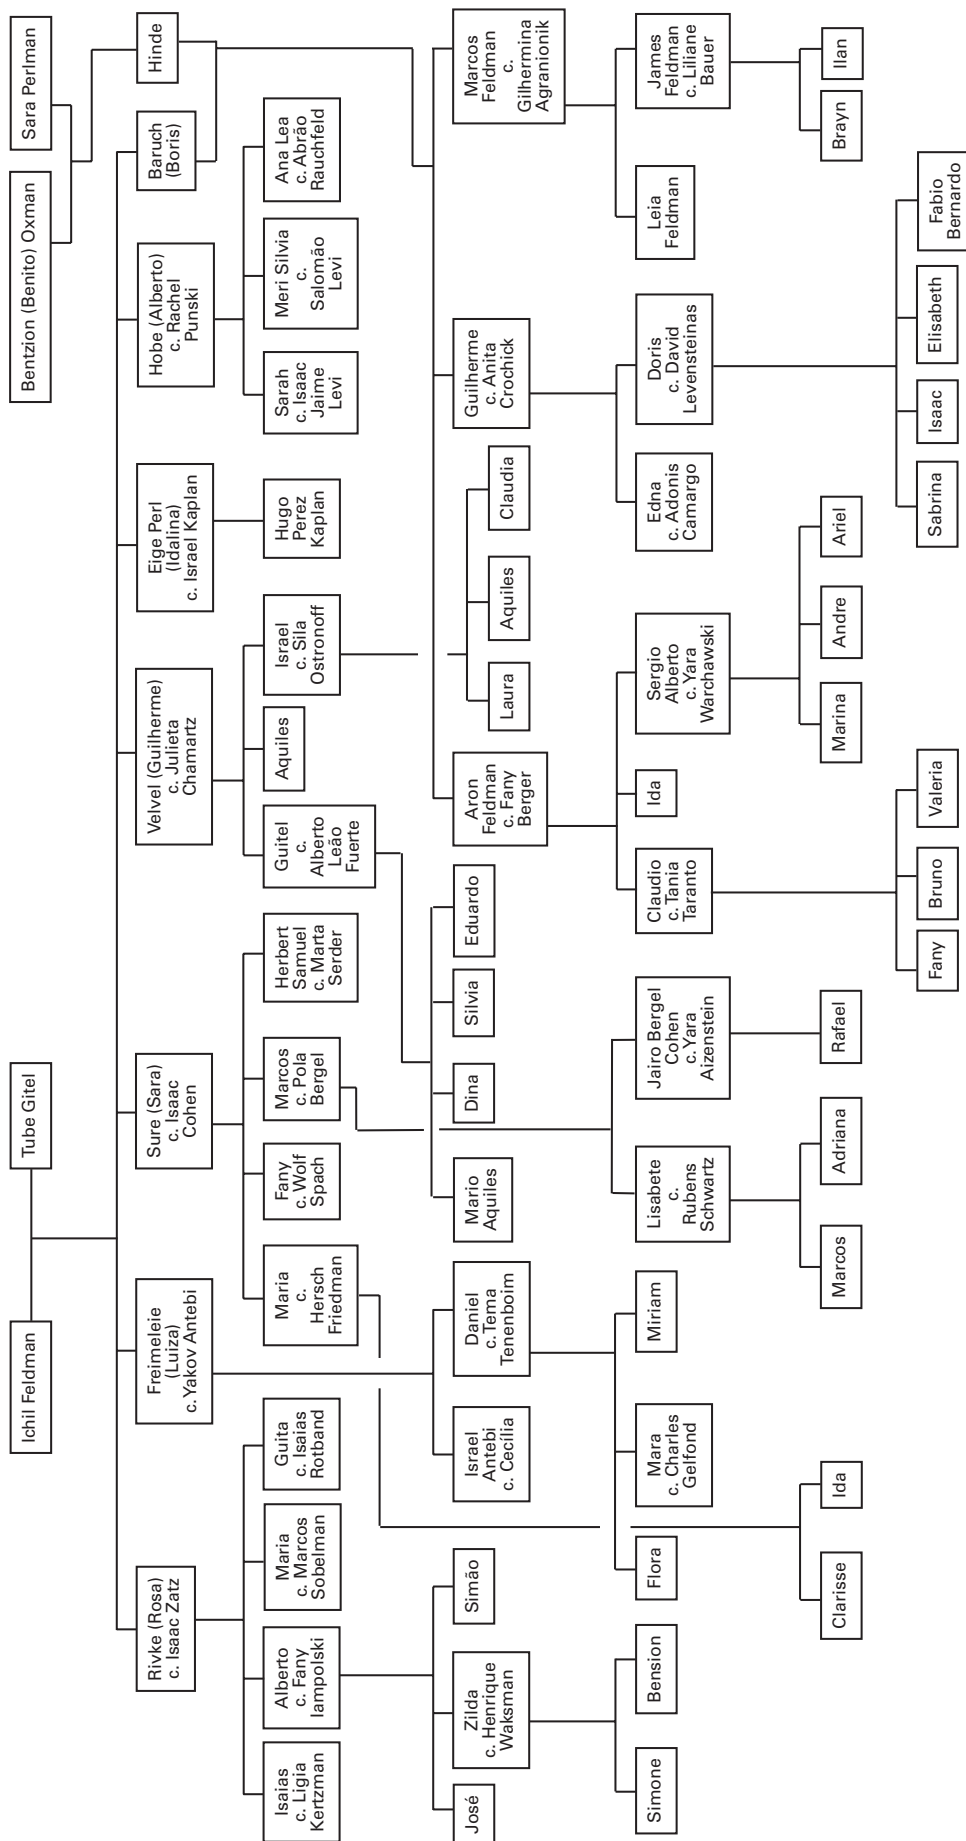 Ichil Feldman
Tube Gitel
Bentzion (Benito) Oxman
Sara Perlman
Rivke (Rosa)
c. Isaac Zatz
Freimeleie
(Luiza)
c. Yakov Antebi
Sure (Sara)
c. Isaac
Cohen
Velvel (Guilherme)
c. Julieta
Chamartz
Eige Perl
(Idalina)
c. Israel Kaplan
Hobe (Alberto)
c. Rachel
Punski
Baruch
(Boris)
Hinde
Isaias
c. Ligia
Kertzman
Alberto
c. Fany
Iampolski
Maria
c. Marcos
Sobelman
Guita
c. Isaias
Rotband
Maria
c.
Hersch
Friedman
Fany
c. Wolf
Spach
Marcos
c. Pola
Bergel
Herbert
Samuel
c. Marta
Serder
Guitel
c.
Alberto
Leão
Fuerte
Aquiles
Israel
c. Sila
Ostronoff
Hugo
Perez
Kaplan
Sarah
c. Isaac
Jaime
Levi
Meri Silvia
c.
Salomão
Levi
Ana Lea
c. Abrão
Rauchfeld
José
Zilda
c. Henrique
Waksman
Simão
Israel
Antebi
c. Cecília
Daniel
c. Tema
Tenenboim
Mario
Aquiles
Dina
Silvia
Eduardo
Aron
Feldman
c. Fany
Berger
Laura
Aquiles
Claudia
Guilherme
c. Anita
Crochick
Marcos
Feldman
c.
Gilhermina
Agranionik
Simone
Bension
Flora
Mara
c. Charles
Gelfond
Miriam
Lisabete
c.
Rubens
Schwartz
Jairo Bergel
Cohen
c. Yara
Aizenstein
Claudio
c. Tania
Taranto
Ida
Sergio
Alberto
c. Yara
Warchawski
Edna
c. Adonis
Camargo
Doris
c. David
Levensteinas
Leia
Feldman
James
Feldman
c. Liliane
Bauer
Clarisse
Ida
Marcos
Adriana
Rafael
Marina
Andre
Ariel
Brayn
Ilan
Fany
Bruno
Valeria
Sabrina
Isaac
Elisabeth
Fabio
Bernardo